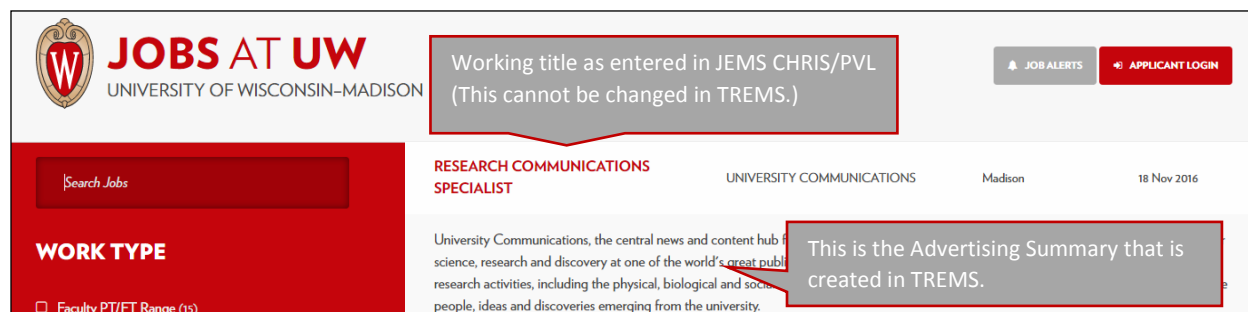 JOBS AT UW
UNIVERSITY OF WISCONSIN–MADISON
Working title as entered in JEMS CHRIS/PVL
(This cannot be changed in TREMS.)
JOB ALERTS
APPLICANT LOGIN
Search Jobs
WORK TYPE
Faculty PT/FT Range (15)
RESEARCH COMMUNICATIONS
SPECIALIST
UNIVERSITY COMMUNICATIONS
Madison
18 Nov 2016
University Communications, the central news and content hub
science, research and discovery at one of the world's great
research activities, including the physical, biological and
people, ideas and discoveries emerging from the university.
This is the Advertising Summary that is
created in TREMS.
W